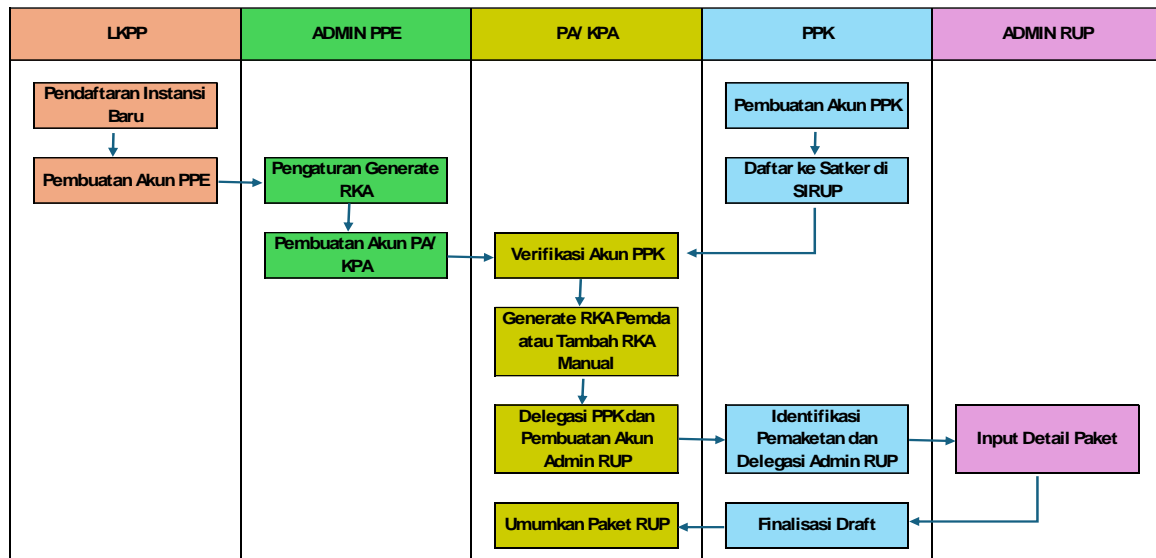 LKPP
ADMIN PPE
PA/ KPA
PPK
ADMIN RUP
Pendaftaran Instansi
Baru
Pembuatan Akun PPK
Pembuatan Akun PPE
Pengaturan Generate
RKA
Daftar ke Satker di
SIRUP
Pembuatan Akun PA/
KPA
Verifikasi Akun PPK
Generate RKA Pemda
atau Tambah RKA
Manual
Delegasi PPK dan
Pembuatan Akun
Admin RUP
Identifikasi
Pemaketan dan
Delegasi Admin RUP
Input Detail Paket
Umumkan Paket RUP
Finalisasi Draft